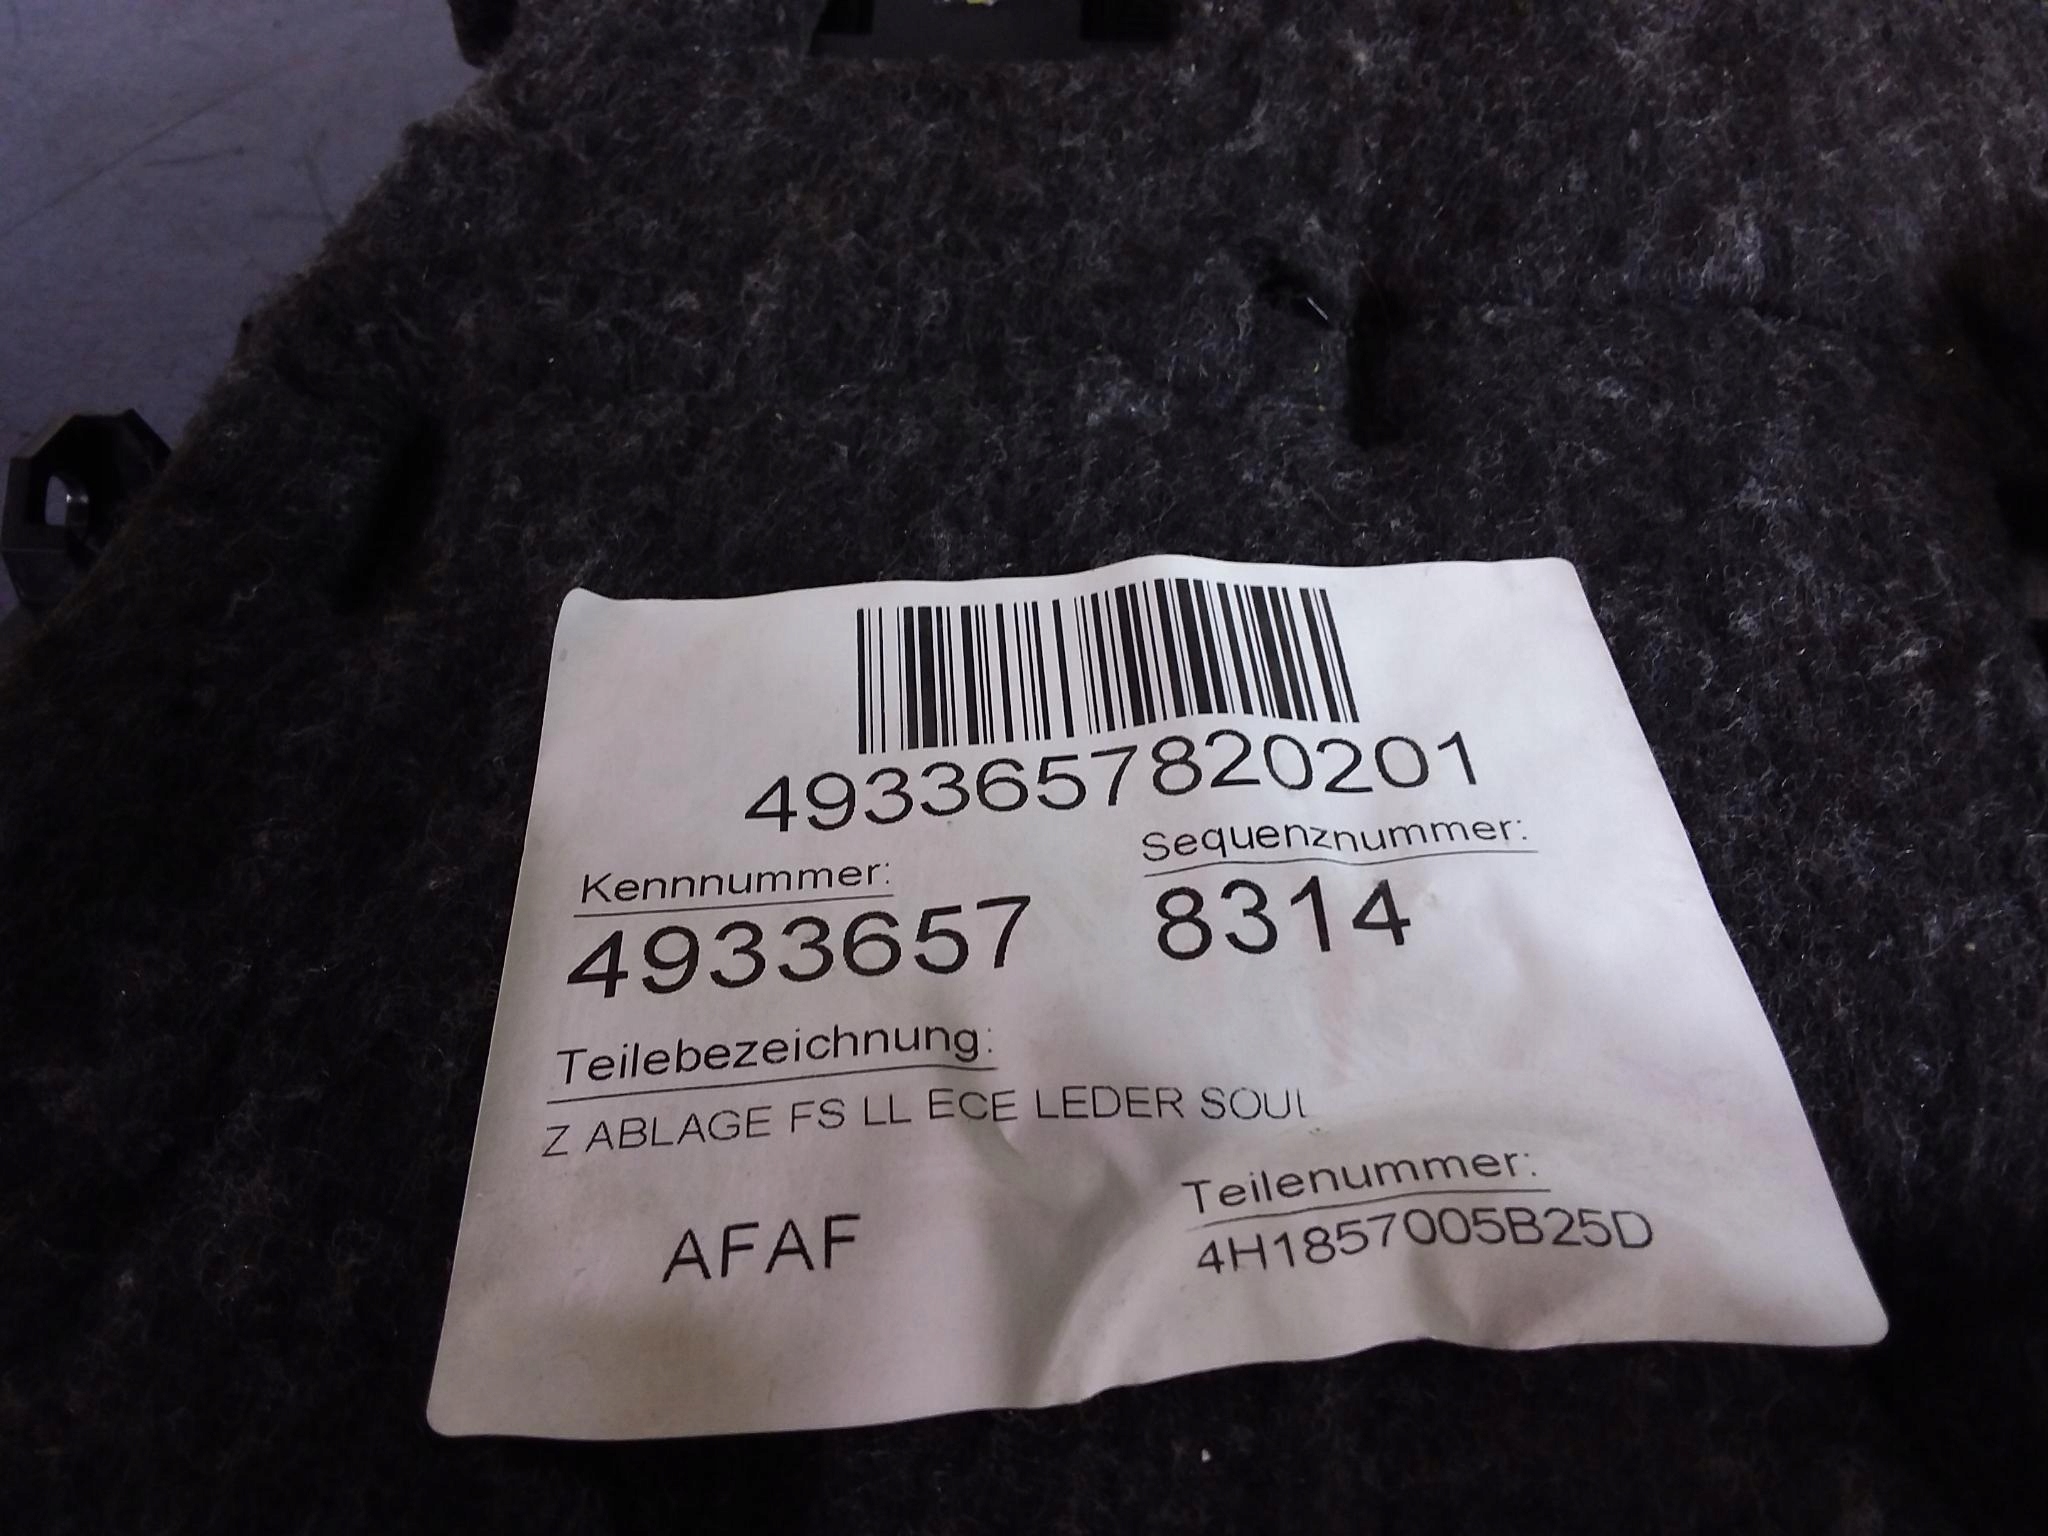 4933657820201
Kennnummer:
Sequenznummer:
4933657
8314
Teilebezeichnung:
Z ABLAGE FS LL ECE LEDER SOUL
Teilenummer:
AFAF
4H1857005B25D